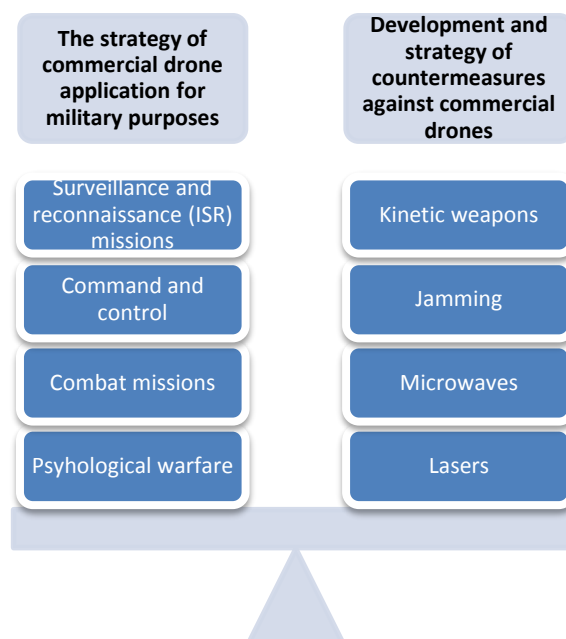 The strategy of
commercial drone
application for
military purposes
Surveillance and
reconnaissance (ISR)
missions
Command and
control
Combat missions
Psyhological warfare
Development and
strategy of
countermeasures
against commercial
drones
Kinetic weapons
Jamming
Microwaves
Lasers